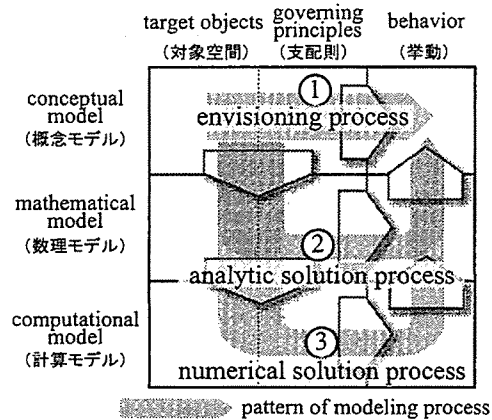 target objects
(対象空間)
governing
principles
(支配則)
behavior
(挙動)
conceptual
model
(概念モデル)
①
envisioning process
mathematical
model
(数理モデル)
②
analytic solution process
computational
model
(計算モデル)
③
numerical solution process
pattern of modeling process